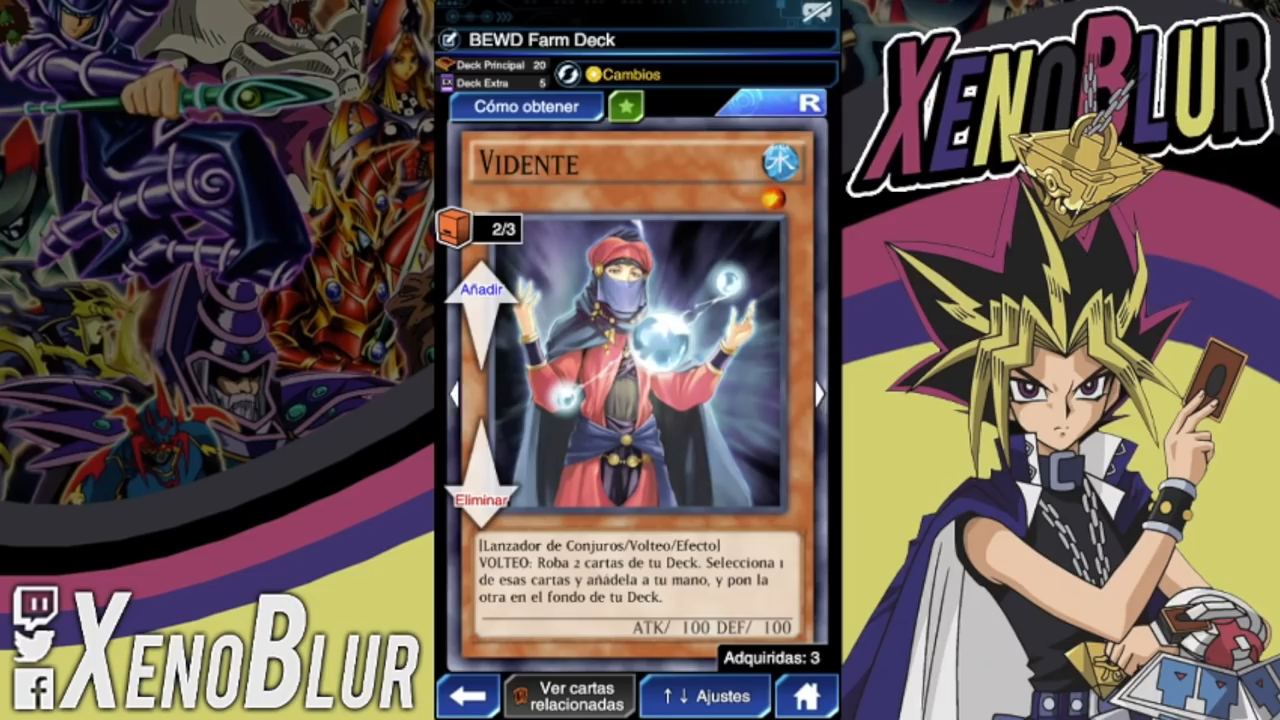 BEWD Farm Deck
Deck Principal 20
Deck Extra 5
Cambios
Cómo obtener
R
VIDENTE
水
2/3
Añadir
Eliminar
[Lanzador de Conjuros/Volteo/Efecto]
VOLTEO: Roba 2 cartas de tu Deck. Selecciona 1
de esas cartas y añádela a tu mano, y pon la
otra en el fondo de tu Deck.
ATK/ 100 DEF/ 100
Adquiridas: 3
Ver cartas
relacionadas
↑↓ Ajustes
XENOBLUR
XENOBLUR